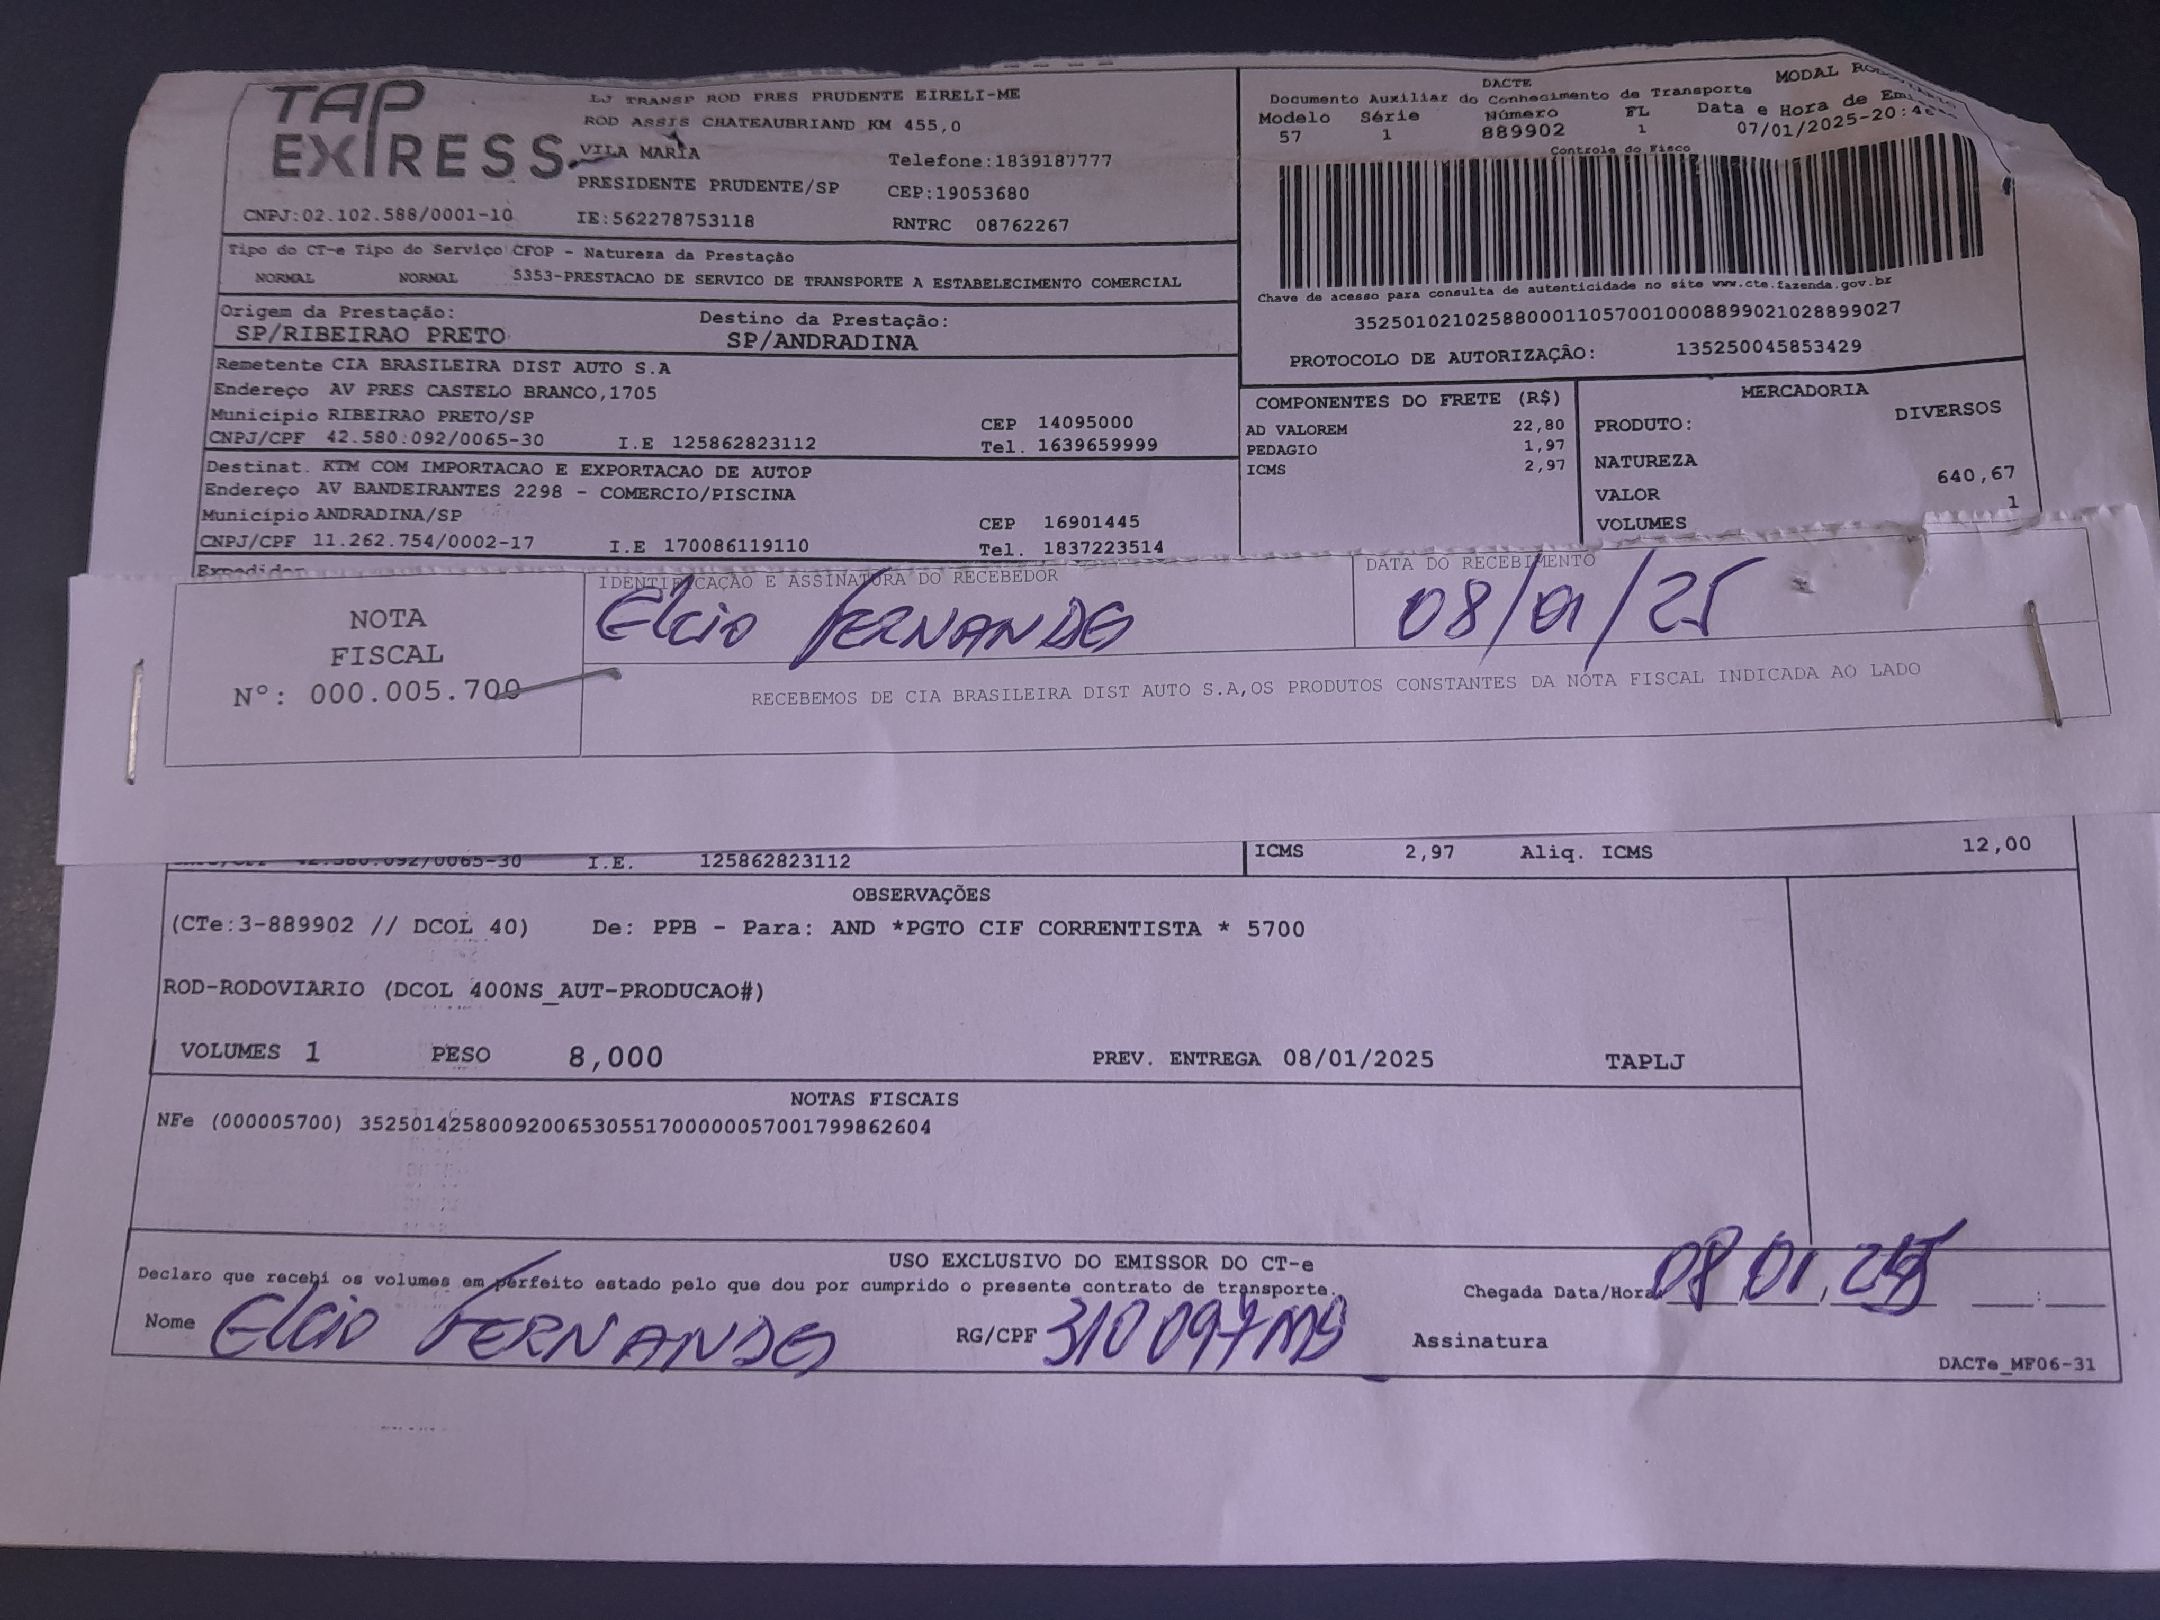 TAP
EXPRESS
LJ TRANSP ROD PRES PRUDENTE EIRELI-ME
ROD ASSIS CHATEAUBRIAND KM 455,0
VILA MARIA Telefone:1839187777
PRESIDENTE PRUDENTE/SP CEP:19053680
CNPJ:02.102.588/0001-10 IE:562278753118 RNTRC 08762267
Tipo do CT-e Tipo do Serviço CFOP - Natureza da Prestação
NORMAL NORMAL 5353-PRESTACAO DE SERVICO DE TRANSPORTE A ESTABELECIMENTO COMERCIAL
Origem da Prestação: Destino da Prestação:
SP/RIBEIRAO PRETO SP/ANDRADINA
Remetente CIA BRASILEIRA DIST AUTO S.A
Endereço AV PRES CASTELO BRANCO,1705
Município RIBEIRAO PRETO/SP CEP 14095000
CNPJ/CPF 42.580.092/0065-30 I.E 125862823112 Tel. 1639659999
Destinat. KTM COM IMPORTACAO E EXPORTACAO DE AUTOP
Endereço AV BANDEIRANTES 2298 - COMERCIO/PISCINA
Município ANDRADINA/SP CEP 16901445
CNPJ/CPF 11.262.754/0002-17 I.E 170086119110 Tel. 1837223514
Expedidor
DACTE MODAL
Documento Auxiliar do Conhecimento de Transporte
Modelo Série Número FL Data e Hora de
57 1 889902 1 07/01/2025-20:
Controle do Fisco
Chave de acesso para consulta de autenticidade no site www.cte.fazenda.gov.br
35250102102588000110570010008899021028899027
PROTOCOLO DE AUTORIZAÇÃO: 135250045853429
COMPONENTES DO FRETE (R$)
AD VALOREM 22,80
PEDAGIO 1,97
ICMS 2,97
MERCADORIA
PRODUTO: DIVERSOS
NATUREZA
VALOR 640,67
VOLUMES 1
NOTA
FISCAL
Nº: 000.005.700
IDENTIFICAÇÃO E ASSINATURA DO RECEBEDOR
Elcio FERNANDES
DATA DO RECEBIMENTO
08/01/25
RECEBEMOS DE CIA BRASILEIRA DIST AUTO S.A,OS PRODUTOS CONSTANTES DA NOTA FISCAL INDICADA AO LADO
42.580.092/0065-30 I.E. 125862823112 ICMS 2,97 Aliq. ICMS 12,00
OBSERVAÇÕES
(CTe:3-889902 // DCOL 40) De: PPB - Para: AND *PGTO CIF CORRENTISTA * 5700
ROD-RODOVIARIO (DCOL 400NS_AUT-PRODUCAO#)
VOLUMES 1 PESO 8,000 PREV. ENTREGA 08/01/2025 TAPLJ
NOTAS FISCAIS
NFe (000005700) 35250142580092006530551700000057001799862604
USO EXCLUSIVO DO EMISSOR DO CT-e
Declaro que recebi os volumes em perfeito estado pelo que dou por cumprido o presente contrato de transporte.
Chegada Data/Hora 08 01, 25 :
Nome Elcio FERNANDES RG/CPF 310097MS Assinatura
DACTe_MF06-31